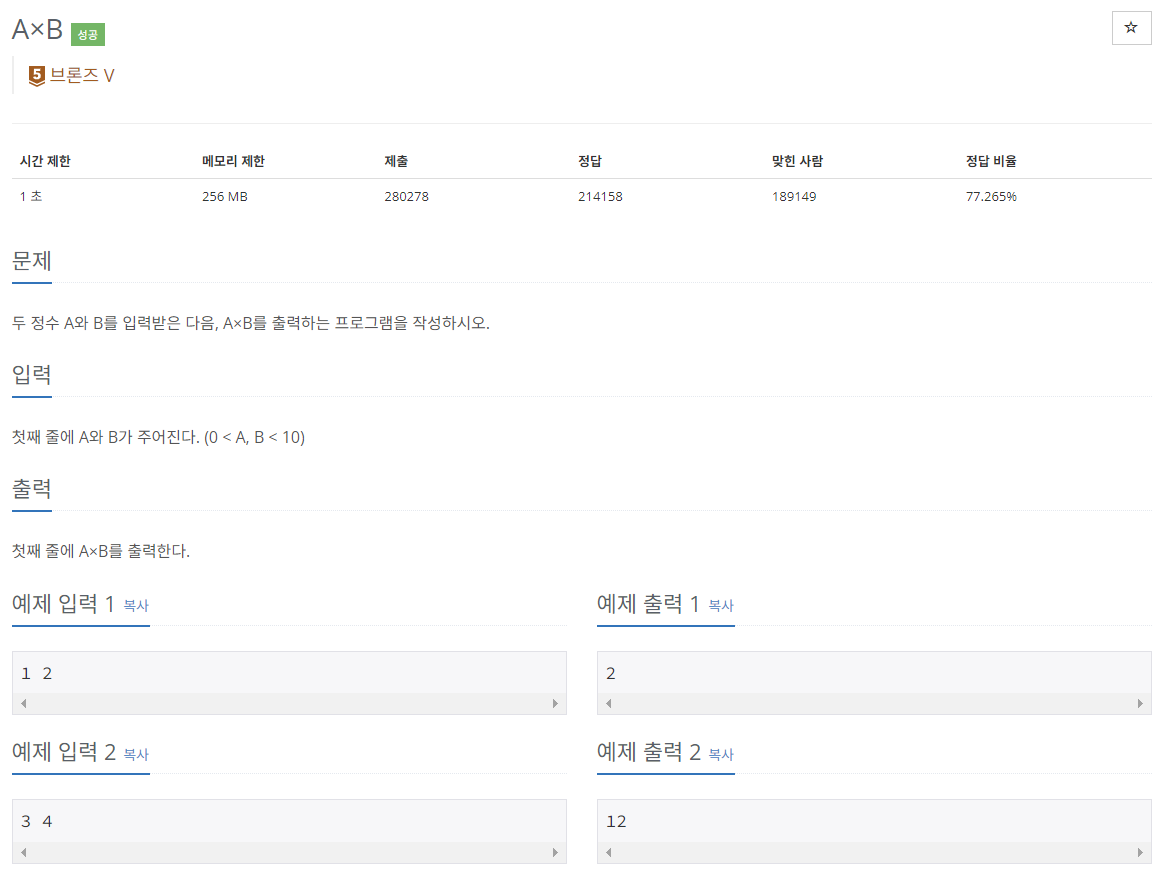 A×B 성공
☆
5 브론즈 V
시간 제한 메모리 제한 제출 정답 맞힌 사람 정답 비율
1 초 256 MB 280278 214158 189149 77.265%
문제
두 정수 A와 B를 입력받은 다음, A×B를 출력하는 프로그램을 작성하시오.
입력
첫째 줄에 A와 B가 주어진다. (0 < A, B < 10)
출력
첫째 줄에 A×B를 출력한다.
예제 입력 1 복사
1 2
예제 출력 1 복사
2
예제 입력 2 복사
3 4
예제 출력 2 복사
12